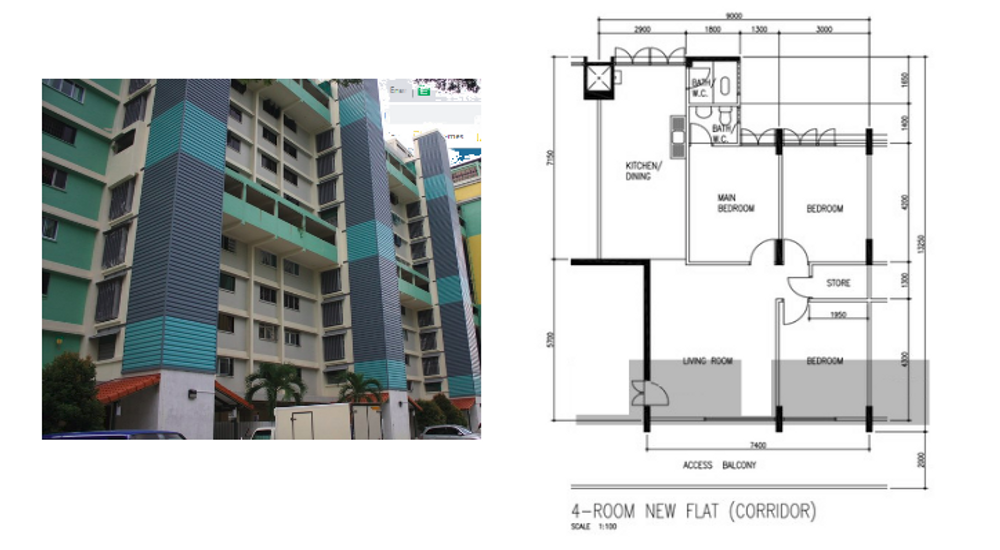 9000
2900
1800
1300
3000
BATH/
W.C.
BATH/
W.C.
1650
1400
7150
KITCHEN/
DINING
MAIN
BEDROOM
BEDROOM
4200
13250
STORE
1300
1950
5700
LIVING ROOM
BEDROOM
4300
7400
ACCESS BALCONY
2000
4-ROOM NEW FLAT (CORRIDOR)
SCALE 1:100